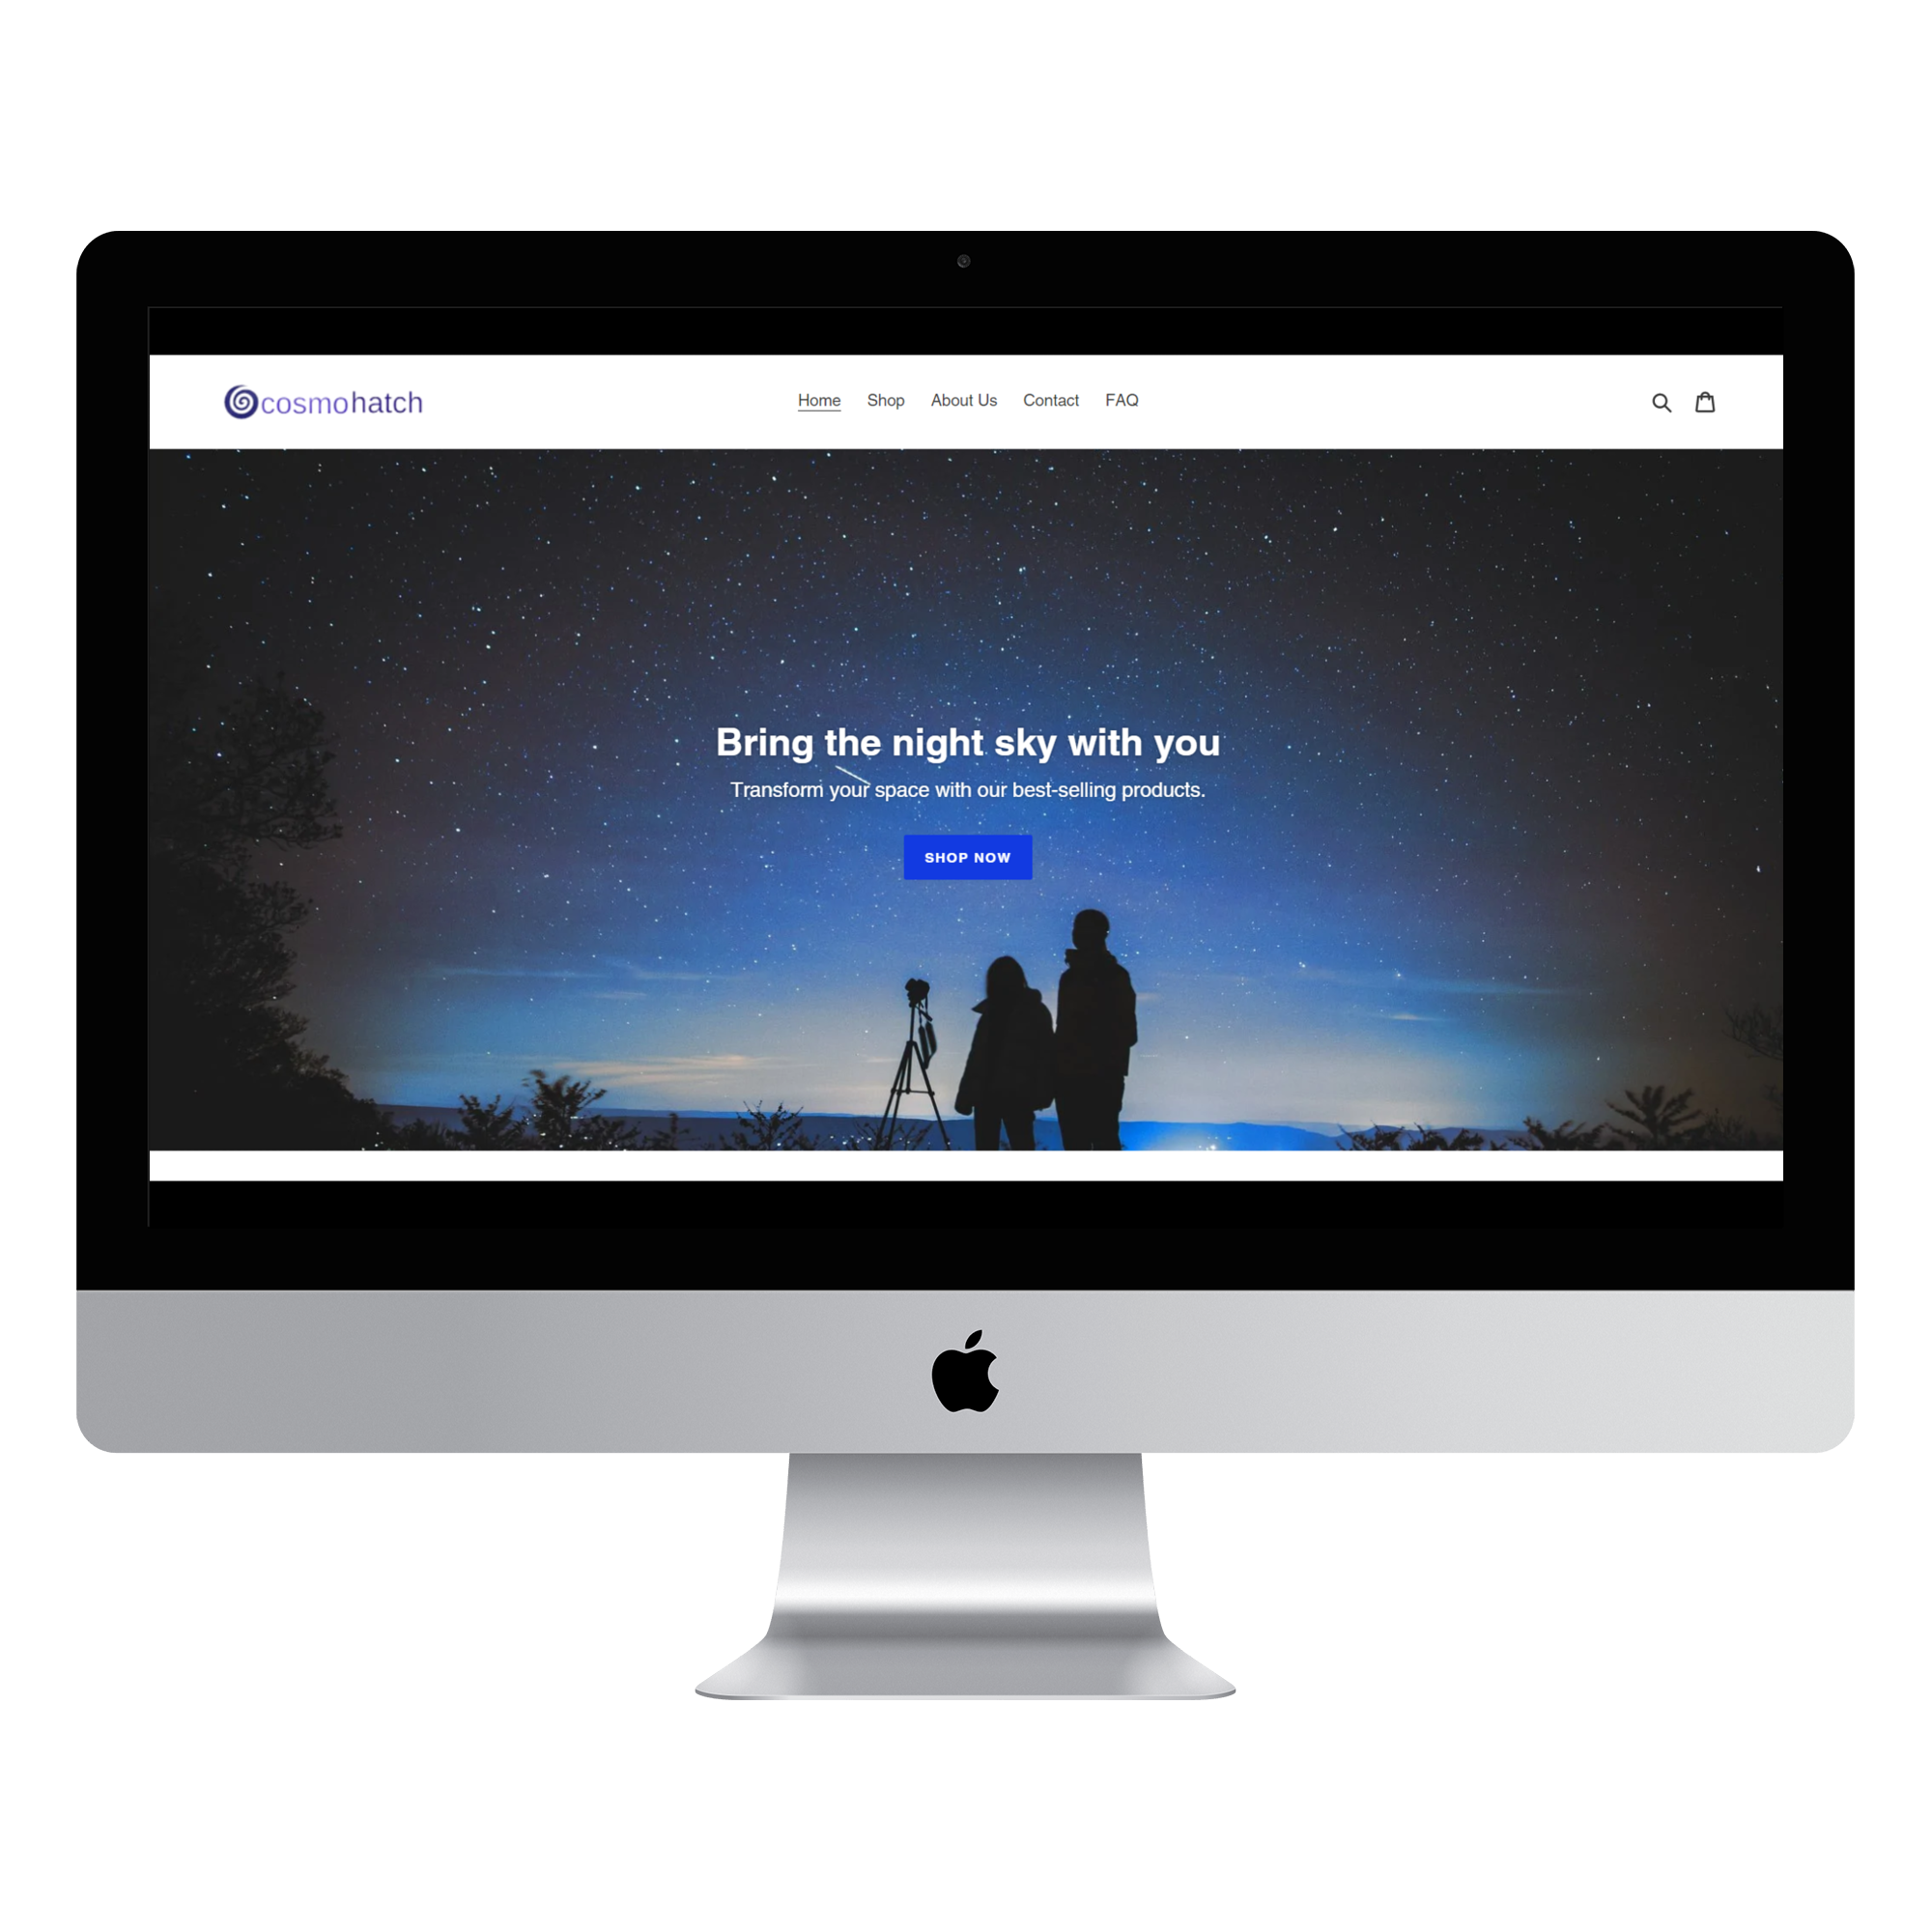 cosmohatch
Home Shop About Us Contact FAQ
Bring the night sky with you
Transform your space with our best-selling products.
SHOP NOW